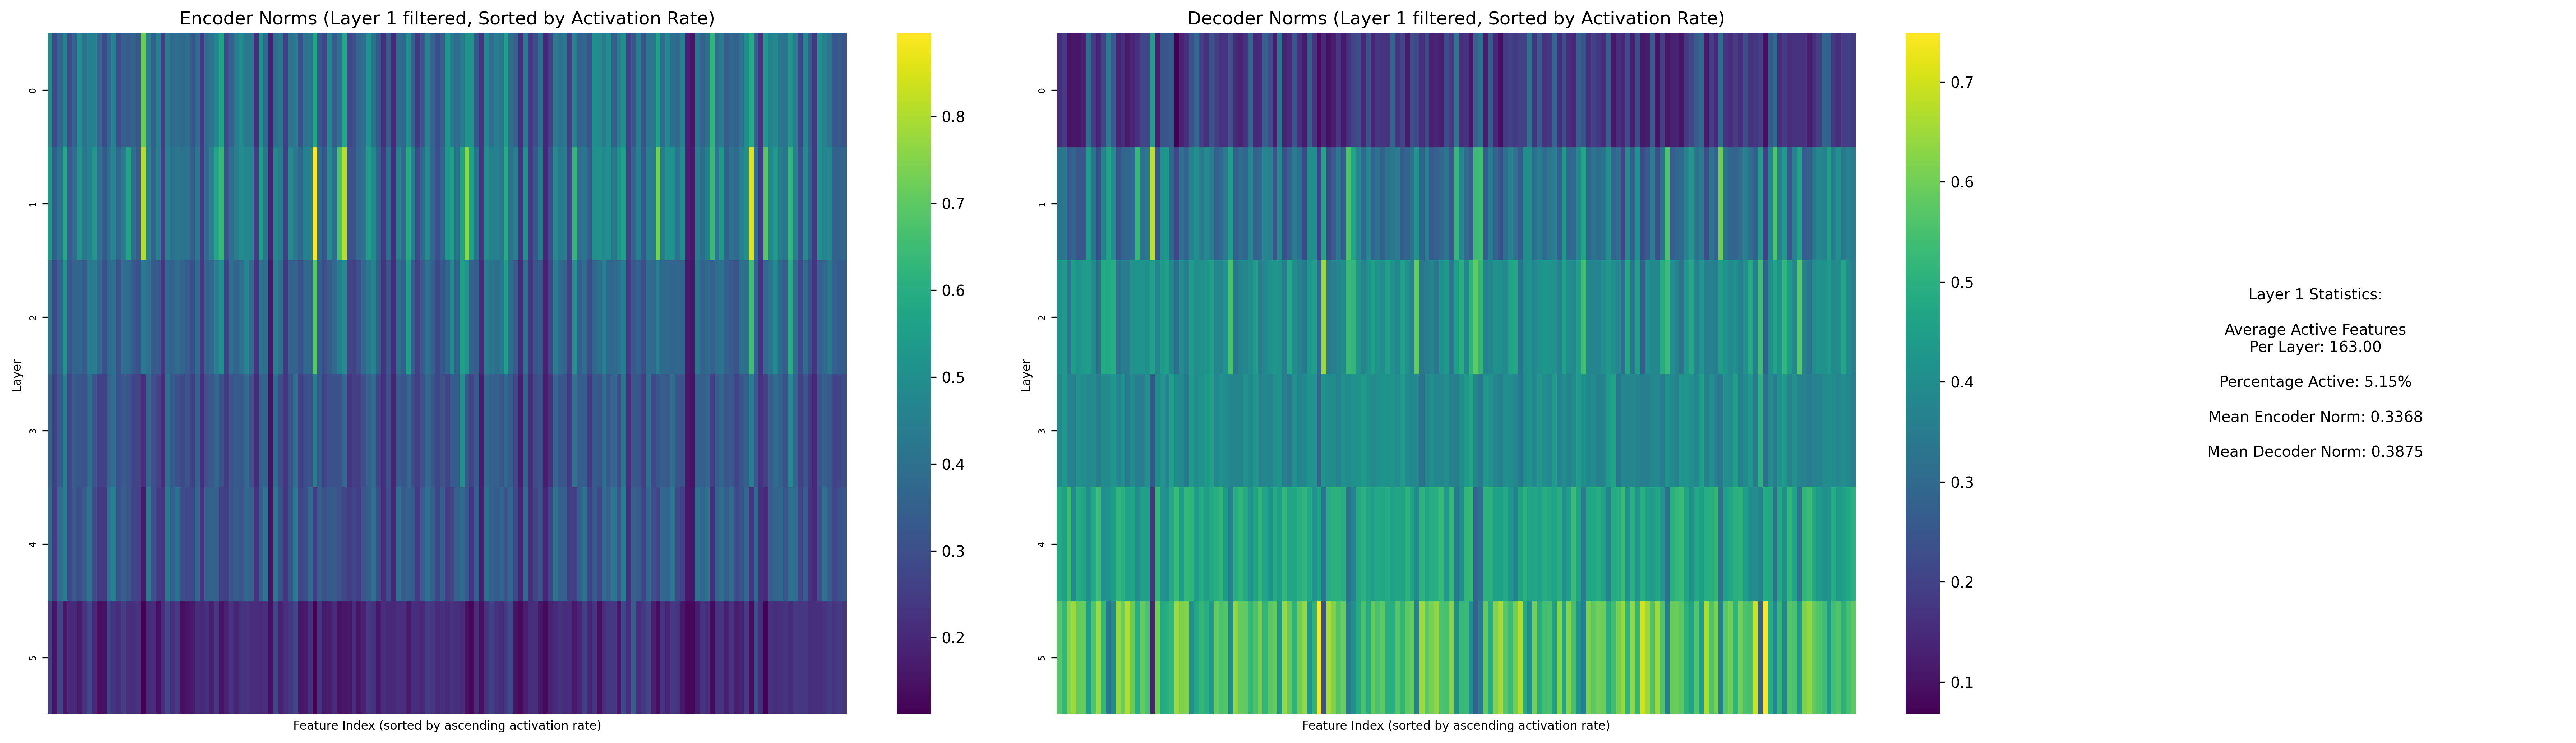 Encoder Norms (Layer 1 filtered, Sorted by Activation Rate)
Layer
0
1
2
3
4
5
Feature Index (sorted by ascending activation rate)
0.8
0.7
0.6
0.5
0.4
0.3
0.2
Decoder Norms (Layer 1 filtered, Sorted by Activation Rate)
Layer
0
1
2
3
4
5
Feature Index (sorted by ascending activation rate)
0.7
0.6
0.5
0.4
0.3
0.2
0.1
Layer 1 Statistics:
Average Active Features
Per Layer: 163.00
Percentage Active: 5.15%
Mean Encoder Norm: 0.3368
Mean Decoder Norm: 0.3875